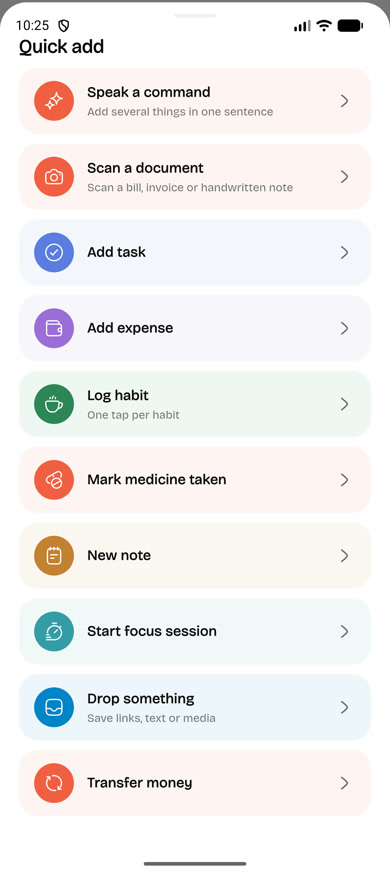 10:25
Quick add
Speak a command
Add several things in one sentence
Scan a document
Scan a bill, invoice or handwritten note
Add task
Add expense
Log habit
One tap per habit
Mark medicine taken
New note
Start focus session
Drop something
Save links, text or media
Transfer money